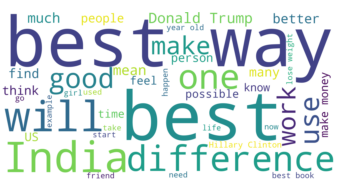 much people Donald Trump better
year old
best way
find make person lose weight
good mean feel one many
think possible know happen
go girl used work make money
example
will time best use
US take life now
start Hillary Clinton
India difference
friend need best book